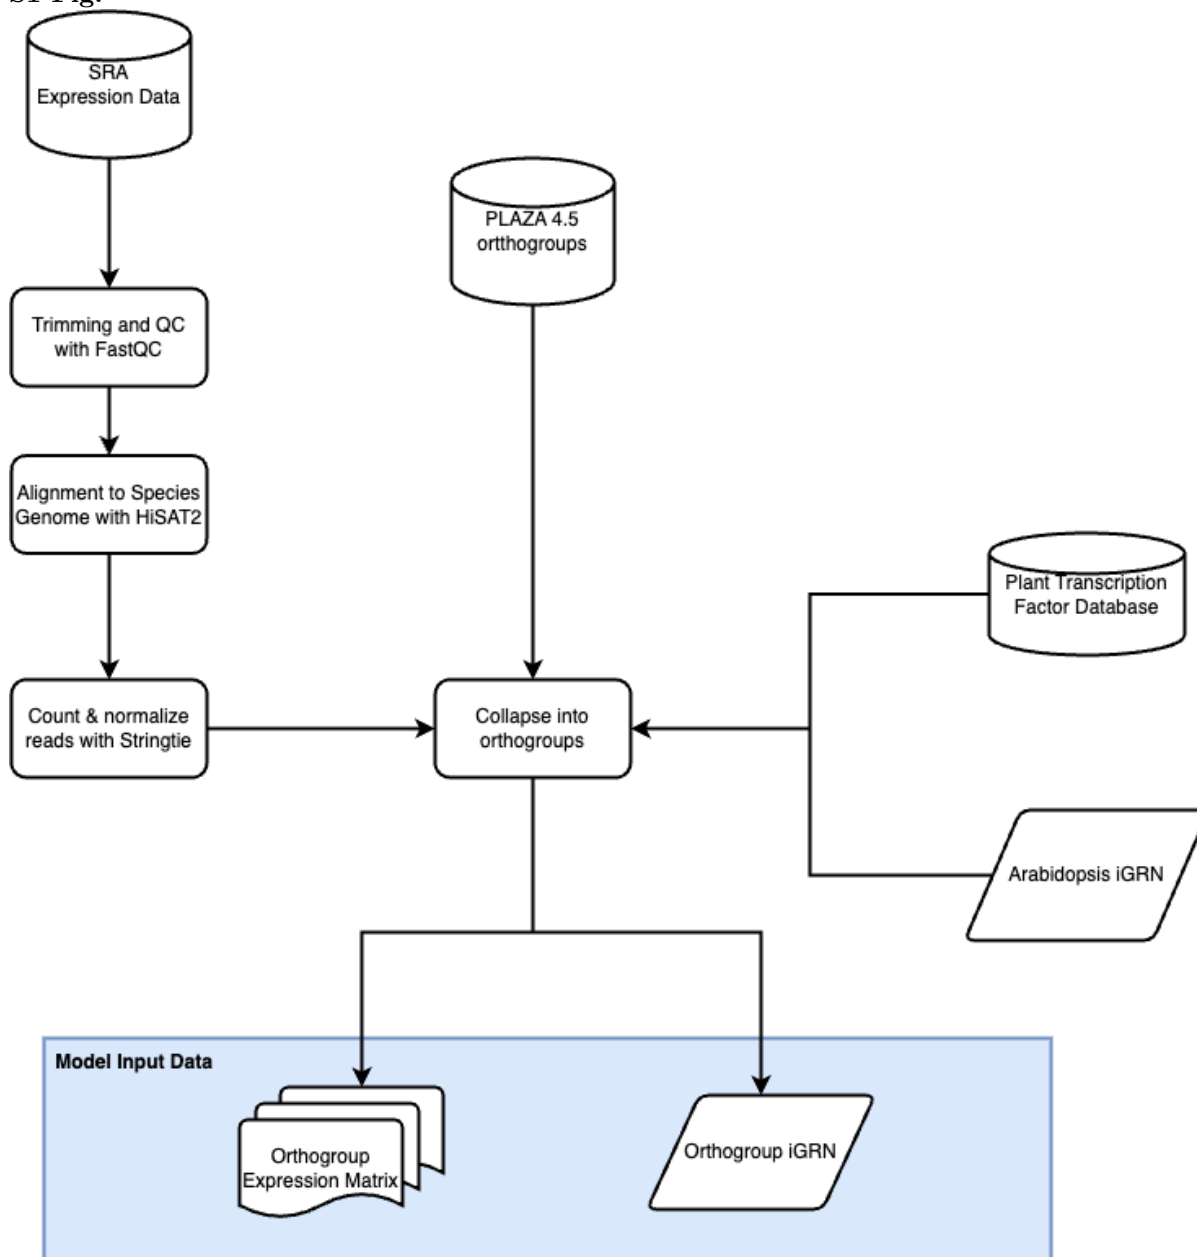 S1 Fig.
SRA
Expression Data
PLAZA 4.5
ortthogroups
Trimming and QC
with FastQC
Alignment to Species
Genome with HiSAT2
Plant Transcription
Factor Database
Count & normalize
reads with Stringtie
Collapse into
orthogroups
Arabidopsis iGRN
Model Input Data
Orthogroup
Expression Matrix
Orthogroup iGRN